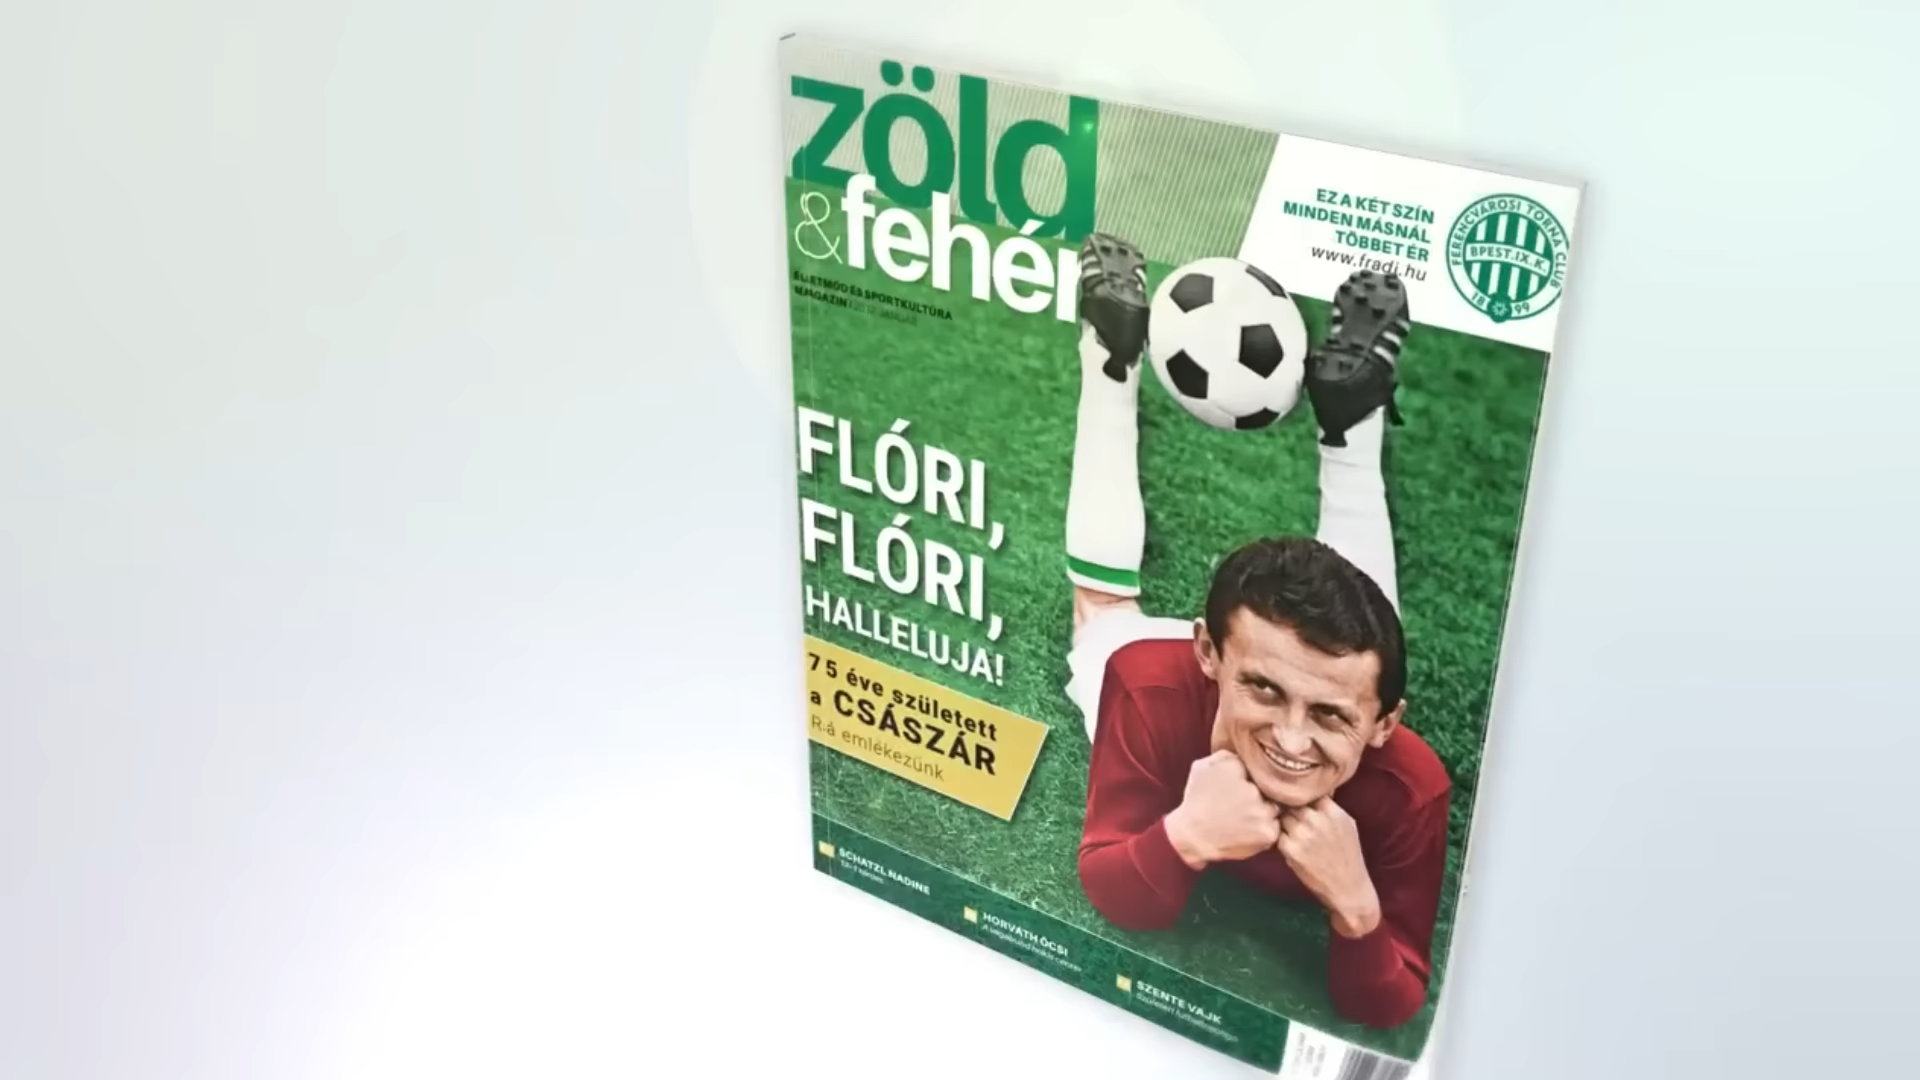 zöld
&fehér
ÉLETMÓD ÉS SPORTKULTÚRA
MAGAZIN
EZ A KÉT SZÍN
MINDEN MÁSNÁL
TÖBBET ÉR
www.fradi.hu
FERENCVÁROSI TORNA CLUB
BPEST.IX.K.
18 99
FLÓRI,
FLÓRI,
HALLELUJA!
75 éve született
a CSÁSZÁR
Rá emlékezünk
SCHATZL NADINE
HORVÁTH ÖCSI
SZENTE VAJK